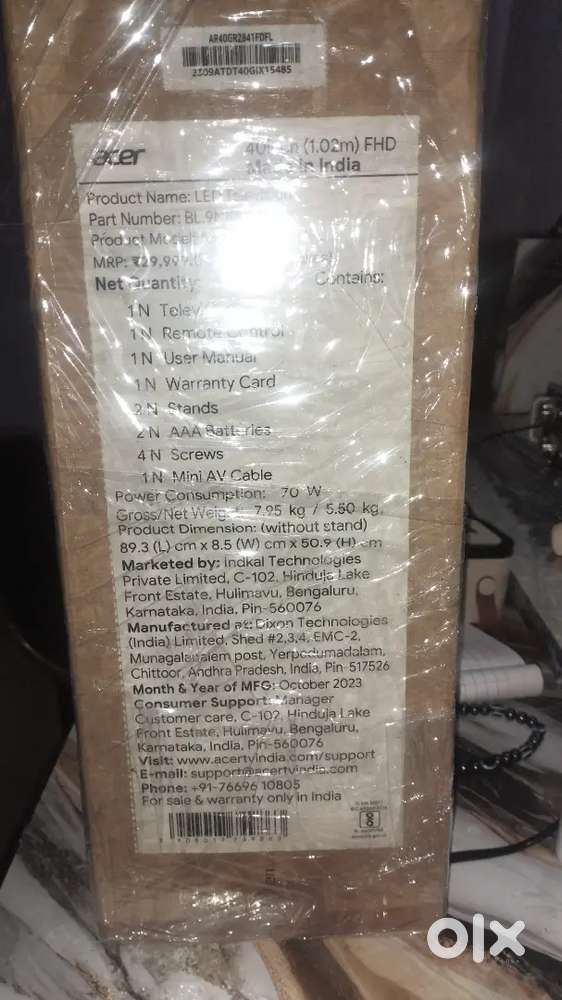 AR40GR2841FDFL
2309ATDT40GIX15485
acer
(1.02m) FHD
Made in India
Product Name: LED
Part Number:
Product Model
MRP: ₹29,99
Net Quantity: Contains:
1 N
1 N Remote Control
1 N User Manual
1 N Warranty Card
2 N Stands
2 N AAA Batteries
4 N Screws
1 N Mini AV Cable
Power Consumption: 70 W
Gross/Net Weight 7.95 kg / 5.50 kg
Product Dimension: (without stand)
89.3 (L) cm x 8.5 (W) cm x 50.9 (H) cm
Marketed by: Indkal Technologies
Private Limited, C-102, Hinduja Lake
Front Estate, Hulimavu, Bengaluru,
Karnataka, India, Pin-560076
Manufactured at: Dixon Technologies
(India) Limited, Shed #2,3,4, EMC-2,
post, Yerpedumadalam,
Chittoor, Andhra Pradesh, India, Pin 517526
Month & Year of MFG: October 2023
Consumer Support: Manager
Customer care, C-102, Hinduja Lake
Front Estate, Hulimavu, Bengaluru,
Karnataka, India, Pin-560076
Visit: www.acertvindia.com/support
E-mail: support@acertvindia.com
Phone: +91-76696 10805
For sale & warranty only in India
olx